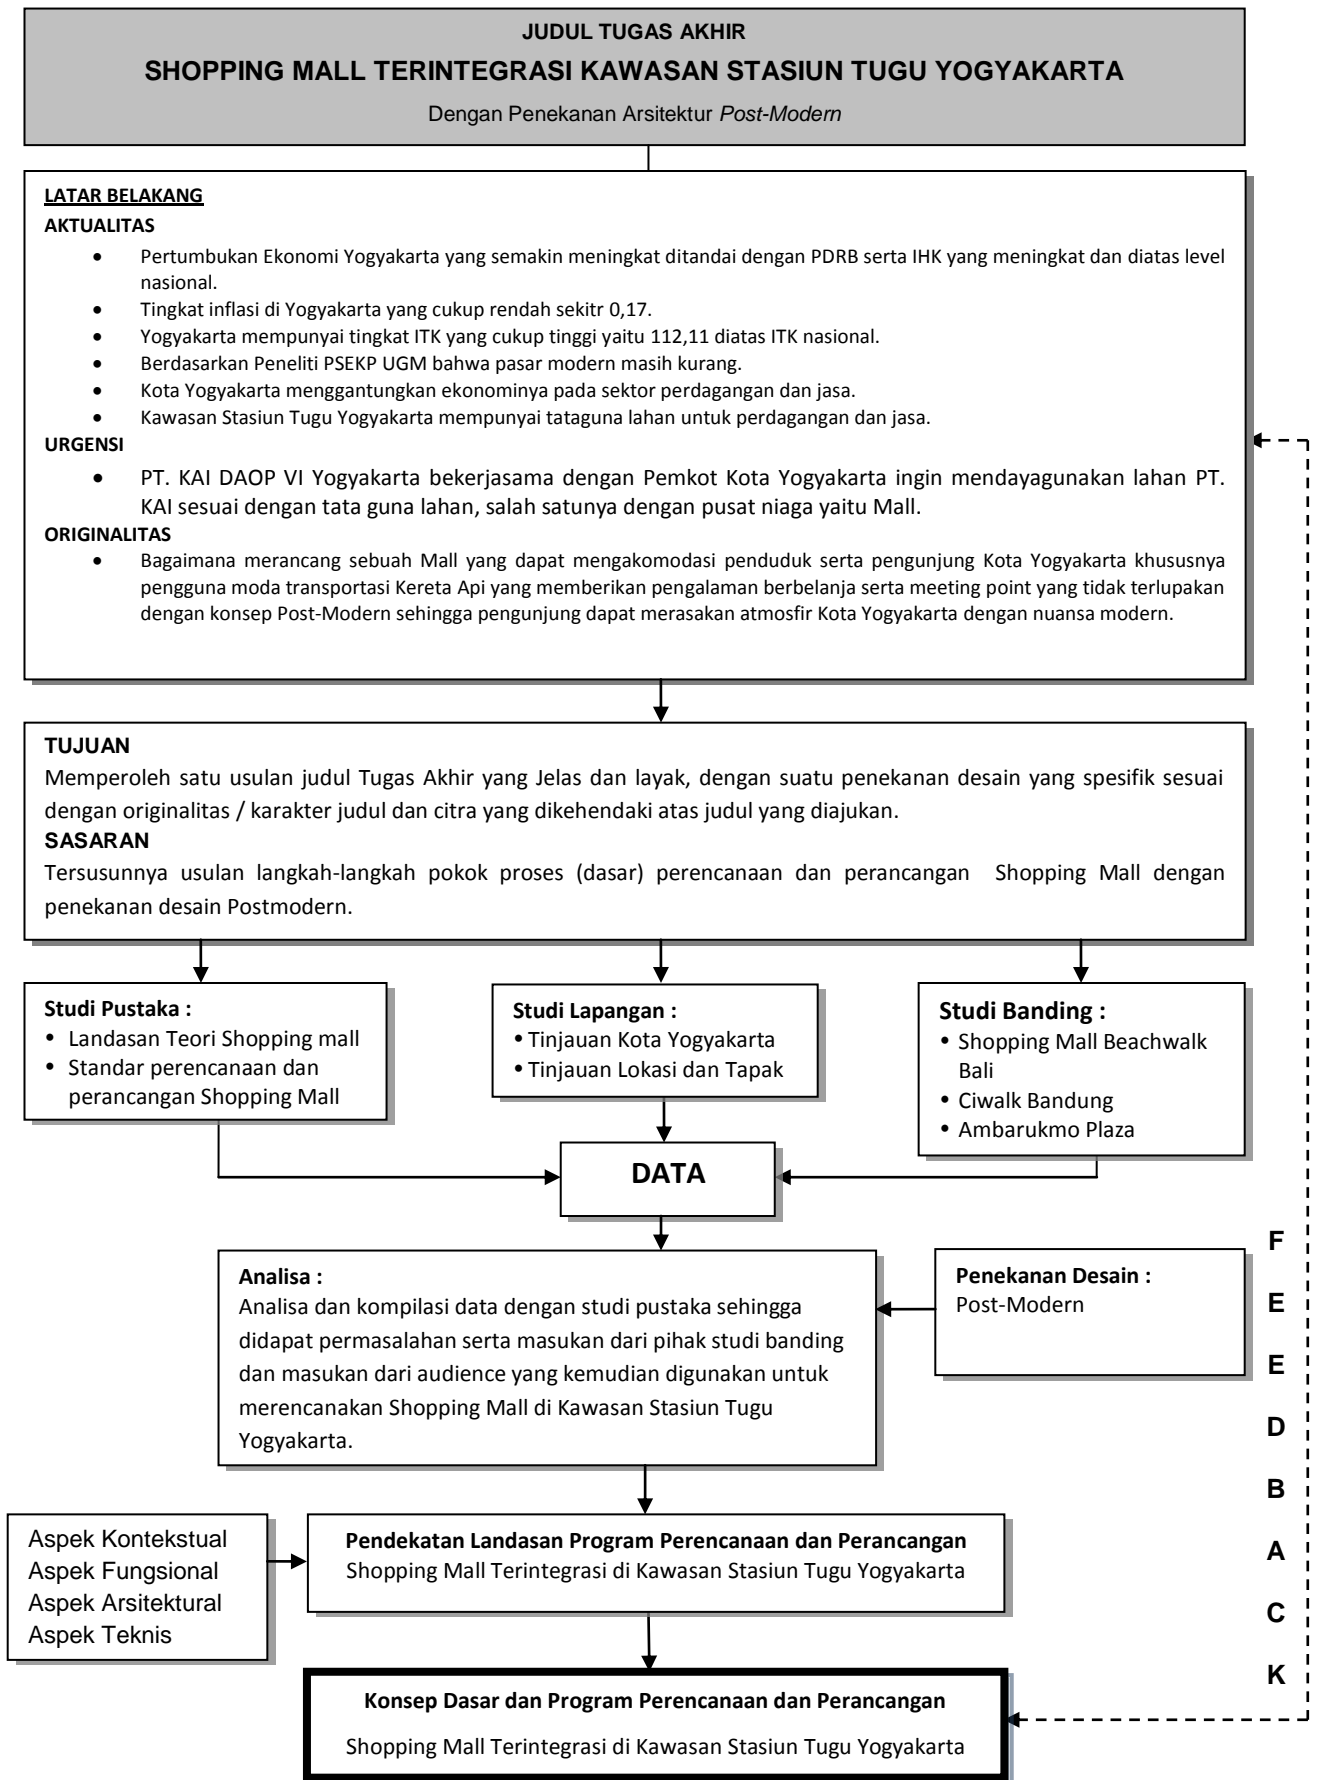 JUDUL TUGAS AKHIR
SHOPPING MALL TERINTEGRASI KAWASAN STASIUN TUGU YOGYAKARTA
Dengan Penekanan Arsitektur Post-Modern
LATAR BELAKANG
AKTUALITAS
• Pertumbukan Ekonomi Yogyakarta yang semakin meningkat ditandai dengan PDRB serta IHK yang meningkat dan diatas level
nasional.
• Tingkat inflasi di Yogyakarta yang cukup rendah sekitr 0,17.
• Yogyakarta mempunyai tingkat ITK yang cukup tinggi yaitu 112,11 diatas ITK nasional.
• Berdasarkan Peneliti PSEKP UGM bahwa pasar modern masih kurang.
• Kota Yogyakarta menggantungkan ekonominya pada sektor perdagangan dan jasa.
• Kawasan Stasiun Tugu Yogyakarta mempunyai tataguna lahan untuk perdagangan dan jasa.
URGENSI
• PT. KAI DAOP VI Yogyakarta bekerjasama dengan Pemkot Kota Yogyakarta ingin mendayagunakan lahan PT.
KAI sesuai dengan tata guna lahan, salah satunya dengan pusat niaga yaitu Mall.
ORIGINALITAS
• Bagaimana merancang sebuah Mall yang dapat mengakomodasi penduduk serta pengunjung Kota Yogyakarta khususnya
pengguna moda transportasi Kereta Api yang memberikan pengalaman berbelanja serta meeting point yang tidak terlupakan
dengan konsep Post-Modern sehingga pengunjung dapat merasakan atmosfir Kota Yogyakarta dengan nuansa modern.
TUJUAN
Memperoleh satu usulan judul Tugas Akhir yang Jelas dan layak, dengan suatu penekanan desain yang spesifik sesuai
dengan originalitas / karakter judul dan citra yang dikehendaki atas judul yang diajukan.
SASARAN
Tersusunnya usulan langkah-langkah pokok proses (dasar) perencanaan dan perancangan Shopping Mall dengan
penekanan desain Postmodern.
Studi Pustaka :
• Landasan Teori Shopping mall
• Standar perencanaan dan
perancangan Shopping Mall
Studi Lapangan :
• Tinjauan Kota Yogyakarta
• Tinjauan Lokasi dan Tapak
Studi Banding :
• Shopping Mall Beachwalk
Bali
• Ciwalk Bandung
• Ambarukmo Plaza
DATA
Analisa :
Analisa dan kompilasi data dengan studi pustaka sehingga
didapat permasalahan serta masukan dari pihak studi banding
dan masukan dari audience yang kemudian digunakan untuk
merencanakan Shopping Mall di Kawasan Stasiun Tugu
Yogyakarta.
Penekanan Desain :
Post-Modern
F
E
E
D
B
A
C
K
Aspek Kontekstual
Aspek Fungsional
Aspek Arsitektural
Aspek Teknis
Pendekatan Landasan Program Perencanaan dan Perancangan
Shopping Mall Terintegrasi di Kawasan Stasiun Tugu Yogyakarta
Konsep Dasar dan Program Perencanaan dan Perancangan
Shopping Mall Terintegrasi di Kawasan Stasiun Tugu Yogyakarta